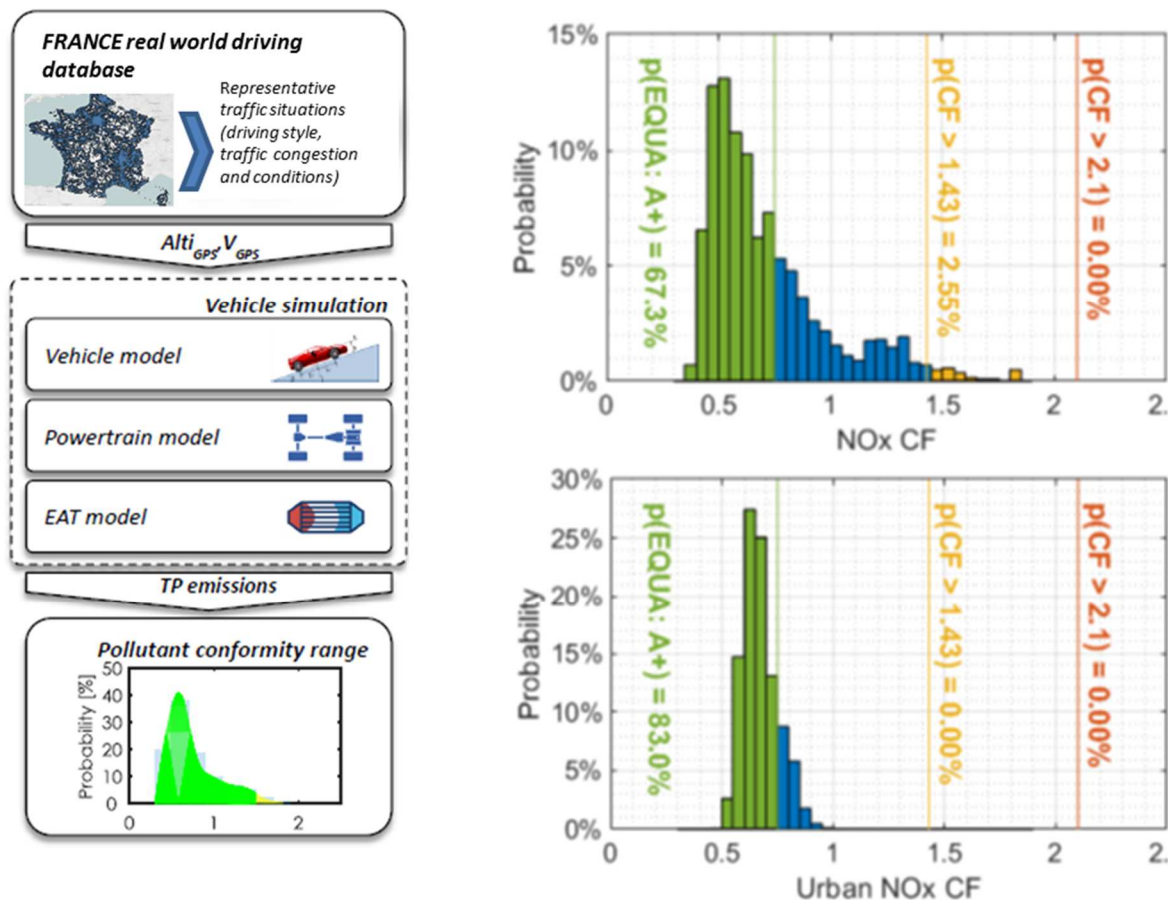 FRANCE real world driving
database
Representative
traffic situations
(driving style,
traffic congestion
and conditions)
Alti GPS, V GPS
Vehicle simulation
Vehicle model
Powertrain model
EAT model
TP emissions
Pollutant conformity range
Probability [%]
50
40
30
20
10
0
0 1 2
15%
10%
5%
0%
Probability
p(EQUA: A+) = 67.3%
p(CF > 1.43) = 2.55%
p(CF > 2.1) = 0.00%
0 0.5 1 1.5 2 2.
NOx CF
30%
25%
20%
15%
10%
5%
0%
Probability
p(EQUA: A+) = 83.0%
p(CF > 1.43) = 0.00%
p(CF > 2.1) = 0.00%
0 0.5 1 1.5 2 2.
Urban NOx CF